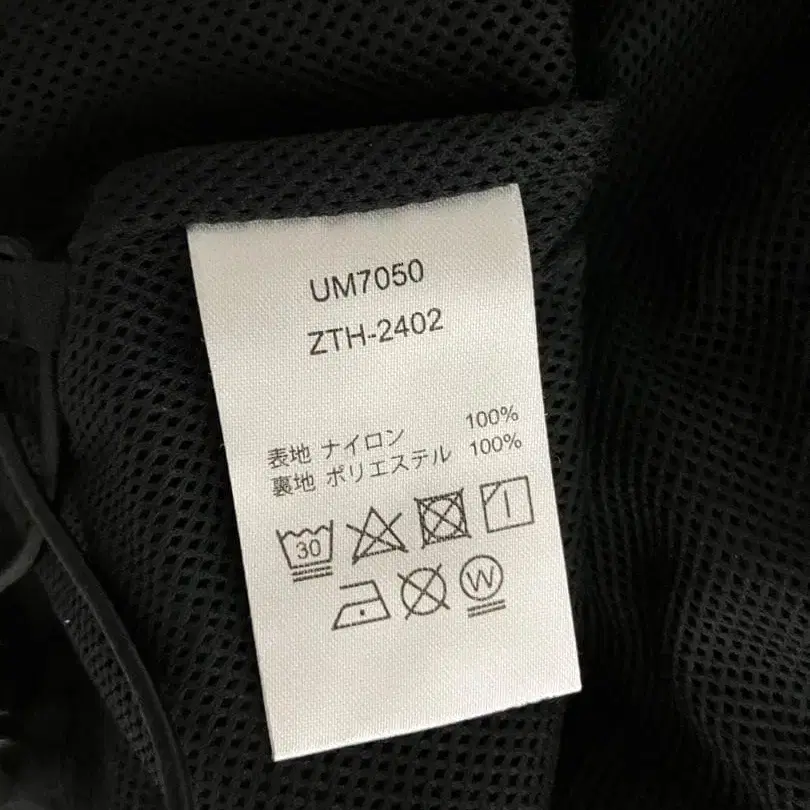 UM7050
ZTH-2402
表地 ナイロン 100%
裏地 ポリエステル 100%
30
W